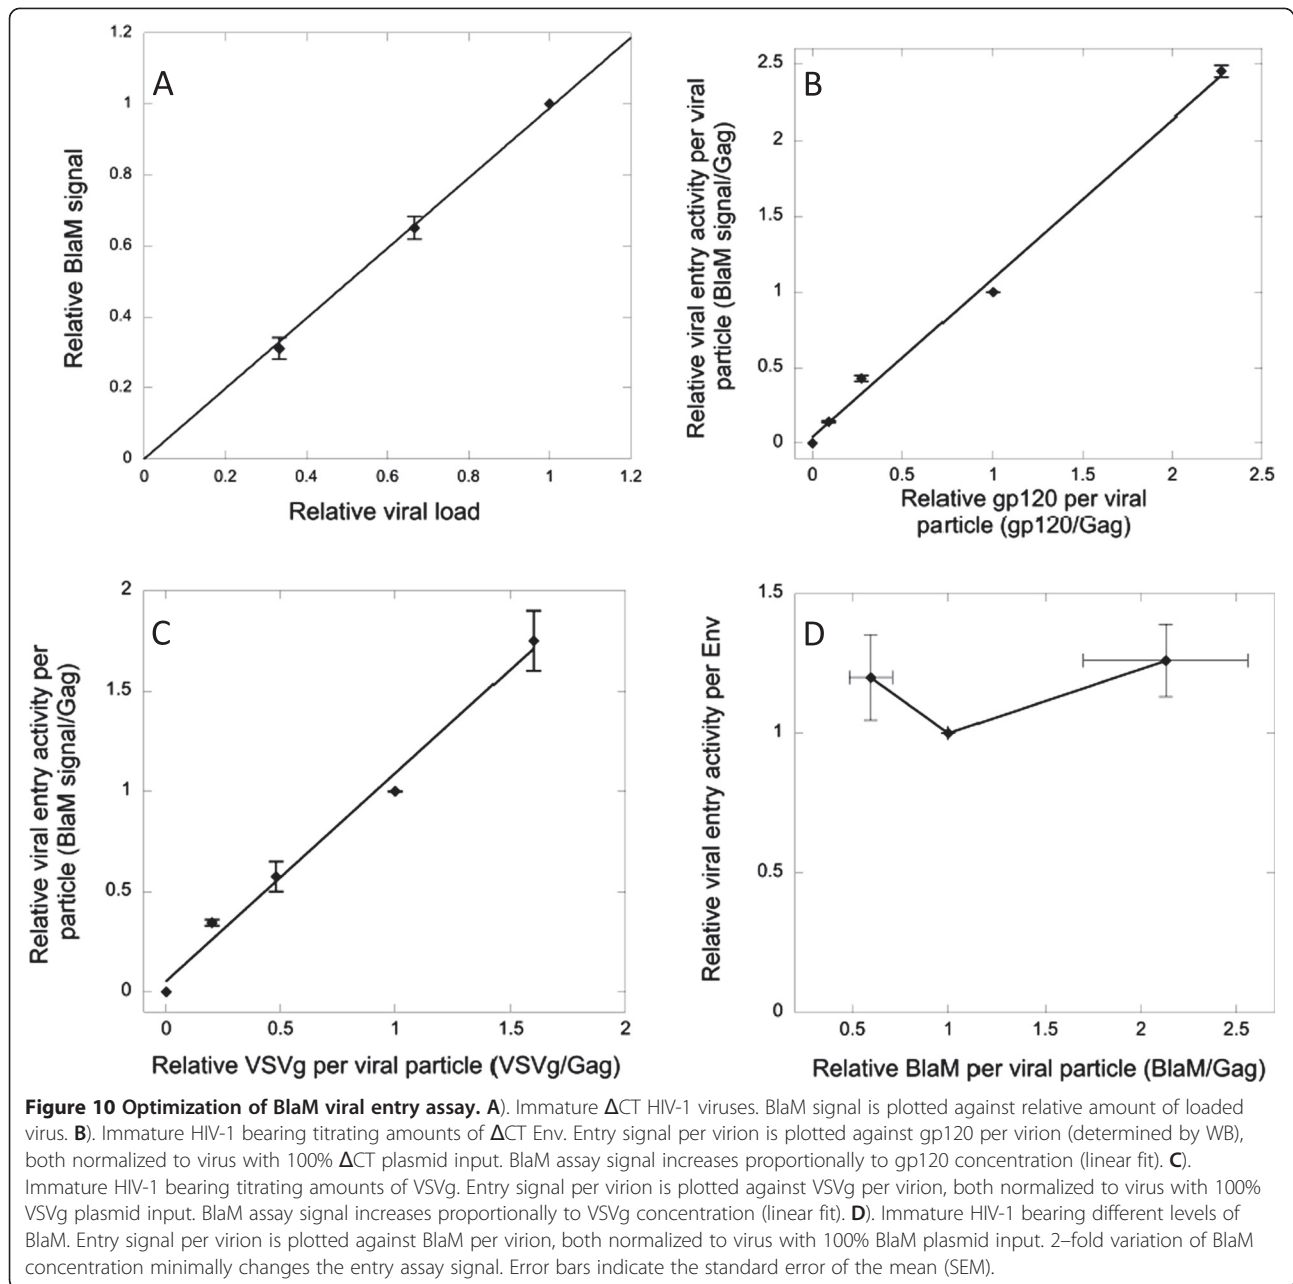 1.2
A
1
0.8
0.6
0.4
0.2
0
Relative BlaM signal
0 0.2 0.4 0.6 0.8 1 1.2
Relative viral load
2.5
B
2
1.5
1
0.5
0
Relative viral entry activity per viral
particle (BlaM signal/Gag)
0 0.5 1 1.5 2 2.5
Relative gp120 per viral
particle (gp120/Gag)
2
C
1.5
1
0.5
0
Relative viral entry activity per
particle (BlaM signal/Gag)
0 0.5 1 1.5 2
Relative VSVg per viral particle (VSVg/Gag)
1.5
D
1
0.5
0
Relative viral entry activity per Env
0.5 1 1.5 2 2.5
Relative BlaM per viral particle (BlaM/Gag)
Figure 10 Optimization of BlaM viral entry assay. A). Immature ΔCT HIV-1 viruses. BlaM signal is plotted against relative amount of loaded
virus. B). Immature HIV-1 bearing titrating amounts of ΔCT Env. Entry signal per virion is plotted against gp120 per virion (determined by WB),
both normalized to virus with 100% ΔCT plasmid input. BlaM assay signal increases proportionally to gp120 concentration (linear fit). C).
Immature HIV-1 bearing titrating amounts of VSVg. Entry signal per virion is plotted against VSVg per virion, both normalized to virus with 100%
VSVg plasmid input. BlaM assay signal increases proportionally to VSVg concentration (linear fit). D). Immature HIV-1 bearing different levels of
BlaM. Entry signal per virion is plotted against BlaM per virion, both normalized to virus with 100% BlaM plasmid input. 2–fold variation of BlaM
concentration minimally changes the entry assay signal. Error bars indicate the standard error of the mean (SEM).